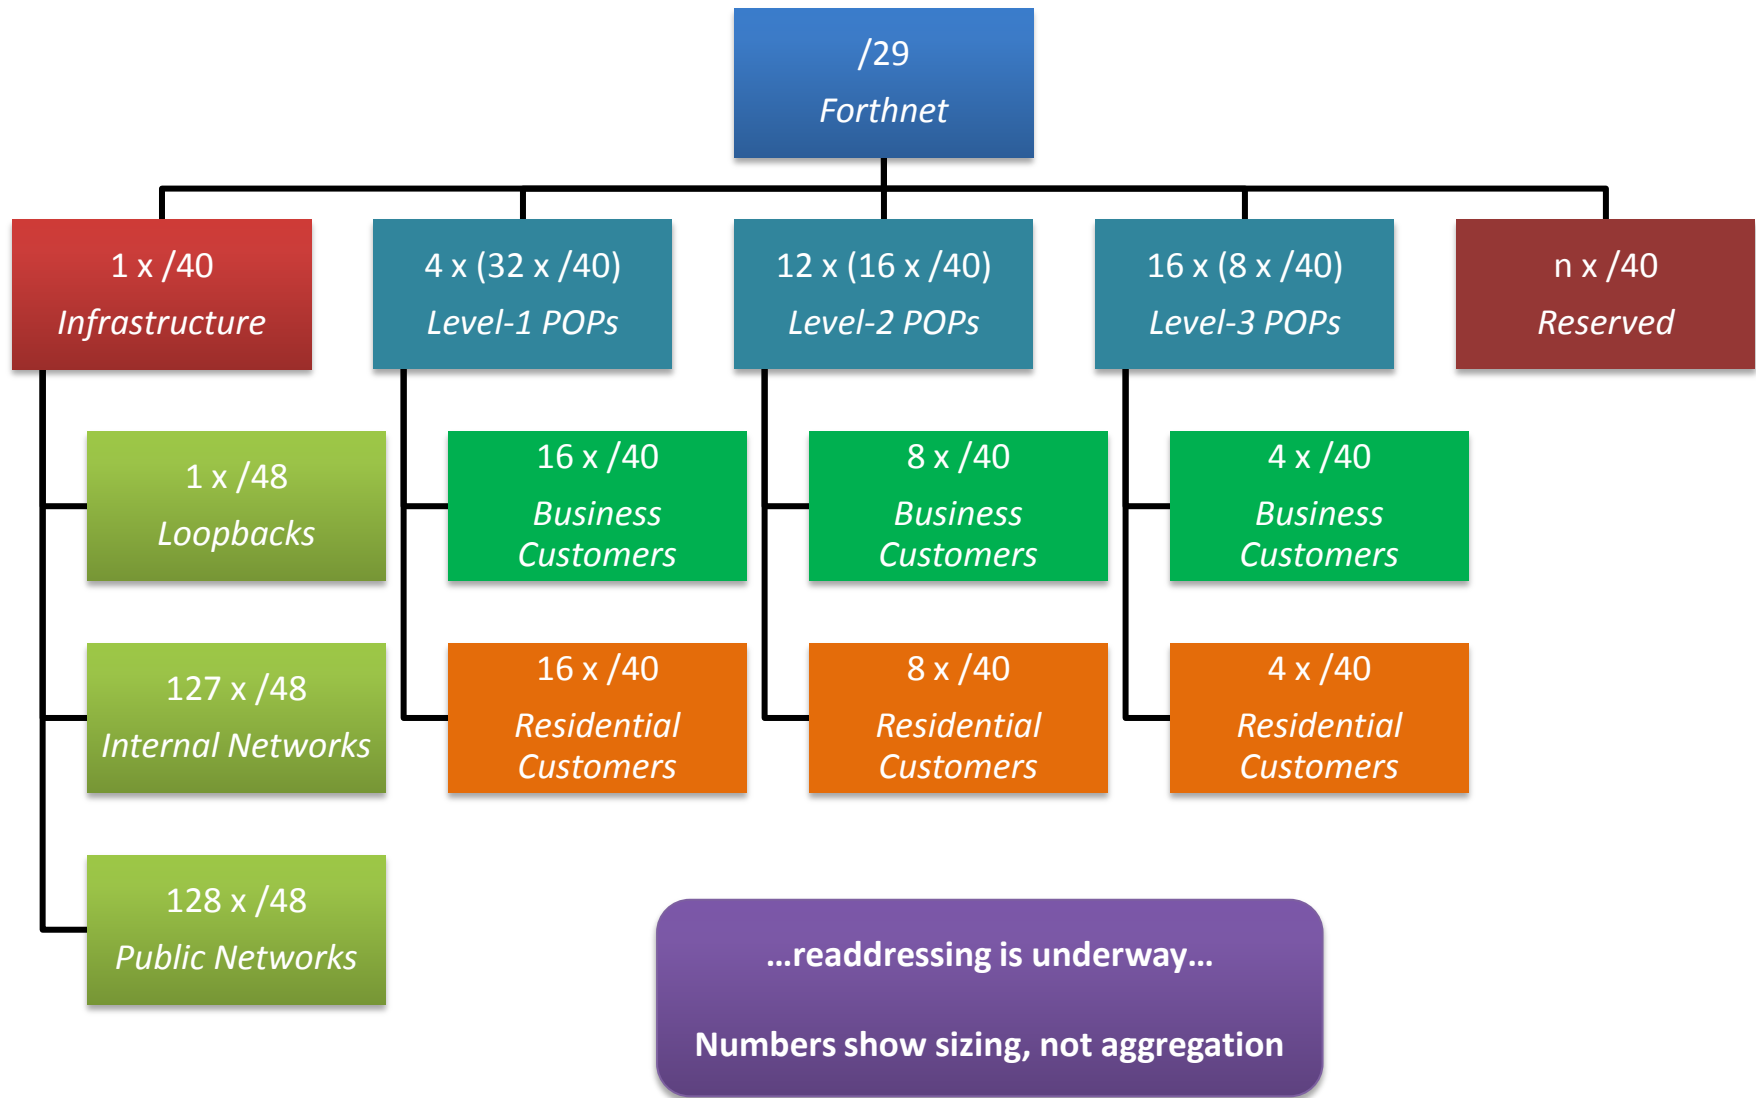 /29
Forthnet
1 x /40
Infrastructure
4 x (32 x /40)
Level-1 POPs
12 x (16 x /40)
Level-2 POPs
16 x (8 x /40)
Level-3 POPs
n x /40
Reserved
1 x /48
Loopbacks
16 x /40
Business
Customers
8 x /40
Business
Customers
4 x /40
Business
Customers
127 x /48
Internal Networks
16 x /40
Residential
Customers
8 x /40
Residential
Customers
4 x /40
Residential
Customers
128 x /48
Public Networks
…readdressing is underway…
Numbers show sizing, not aggregation